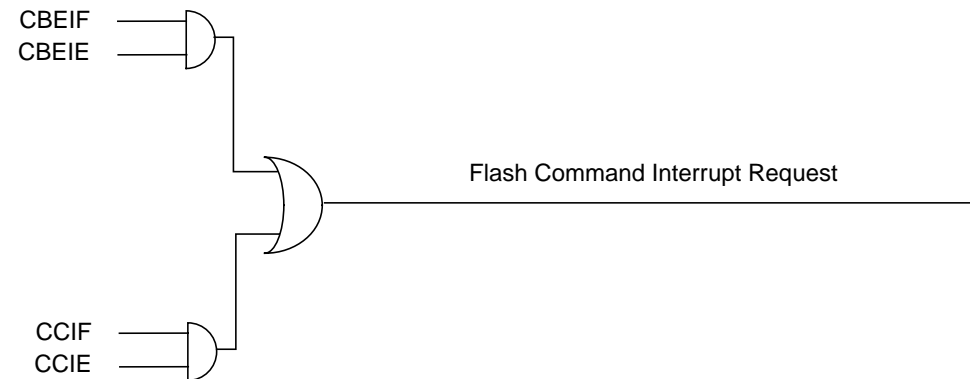 CBEIF
CBEIE
Flash Command Interrupt Request
CCIF
CCIE